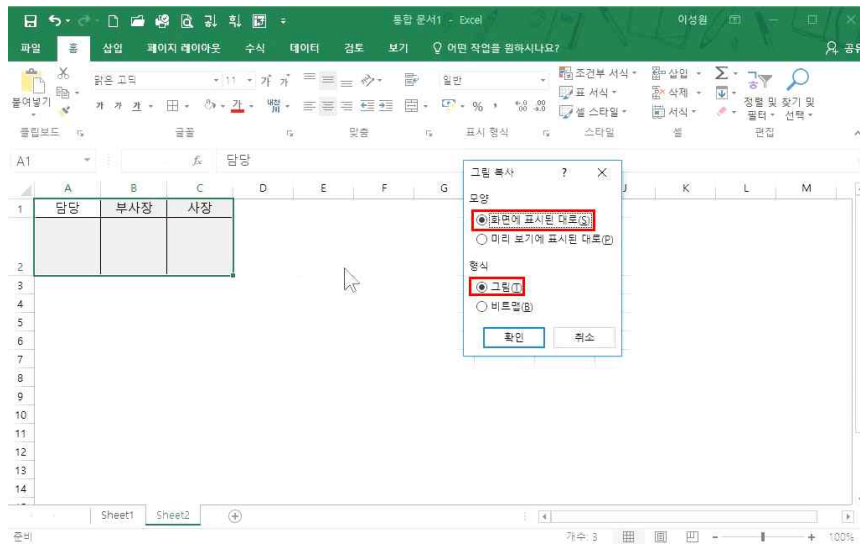 통합 문서1 - Excel
이성원
파일 홈 삽입 페이지 레이아웃 수식 데이터 검토 보기 어떤 작업을 원하시나요? 공유
붙여넣기
맑은 고딕 11 가 가
가 가 가 가 내천
일반
% ,
조건부 서식
표 서식
셀 스타일
삽입
삭제
서식
정렬 및 필터
찾기 및 선택
클립보드 글꼴 맞춤 표시 형식 스타일 셀 편집
A1 fx 담당
A B C D E F G J K L M
1 담당 부사장 사장
2
3
4
5
6
7
8
9
10
11
12
13
14
그림 복사 ? X
모양
화면에 표시된 대로(S)
미리 보기에 표시된 대로(P)
형식
그림(T)
비트맵(B)
확인 취소
Sheet1 Sheet2
준비 개수: 3 100%